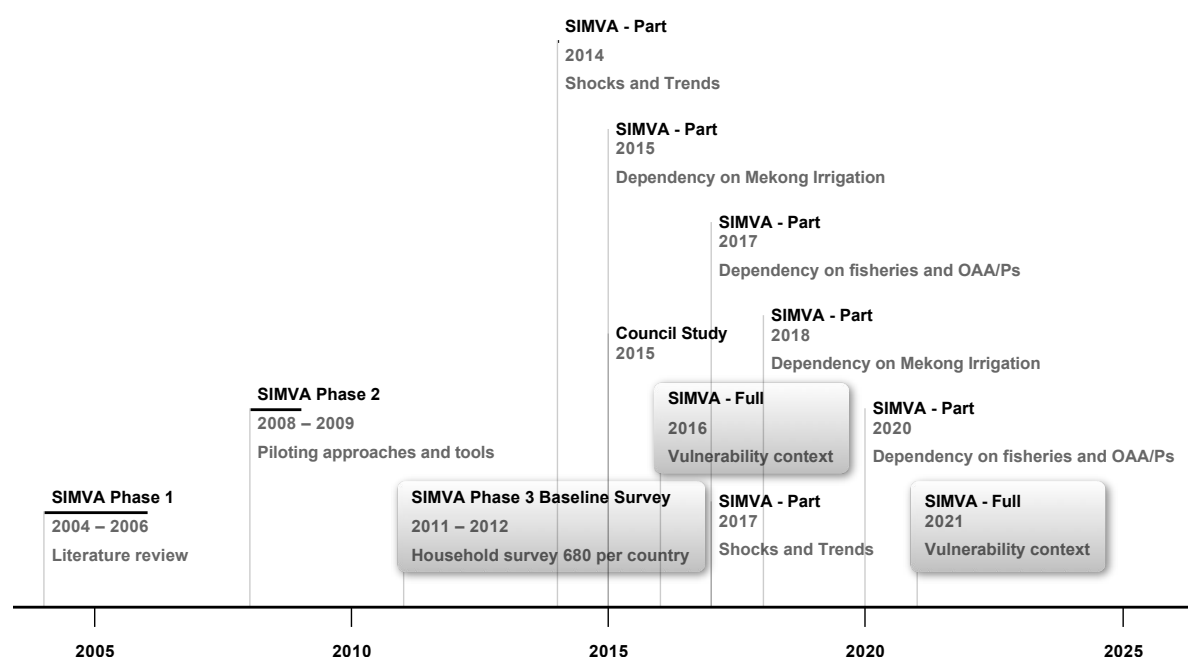 SIMVA - Part
2014
Shocks and Trends
SIMVA - Part
2015
Dependency on Mekong Irrigation
SIMVA - Part
2017
Dependency on fisheries and OAA/Ps
SIMVA - Part
2018
Dependency on Mekong Irrigation
Council Study
2015
SIMVA Phase 2
2008 – 2009
Piloting approaches and tools
SIMVA - Full
2016
Vulnerability context
SIMVA - Part
2020
Dependency on fisheries and OAA/Ps
SIMVA Phase 1
2004 – 2006
Literature review
SIMVA Phase 3 Baseline Survey
2011 – 2012
Household survey 680 per country
SIMVA - Part
2017
Shocks and Trends
SIMVA - Full
2021
Vulnerability context
2005 2010 2015 2020 2025